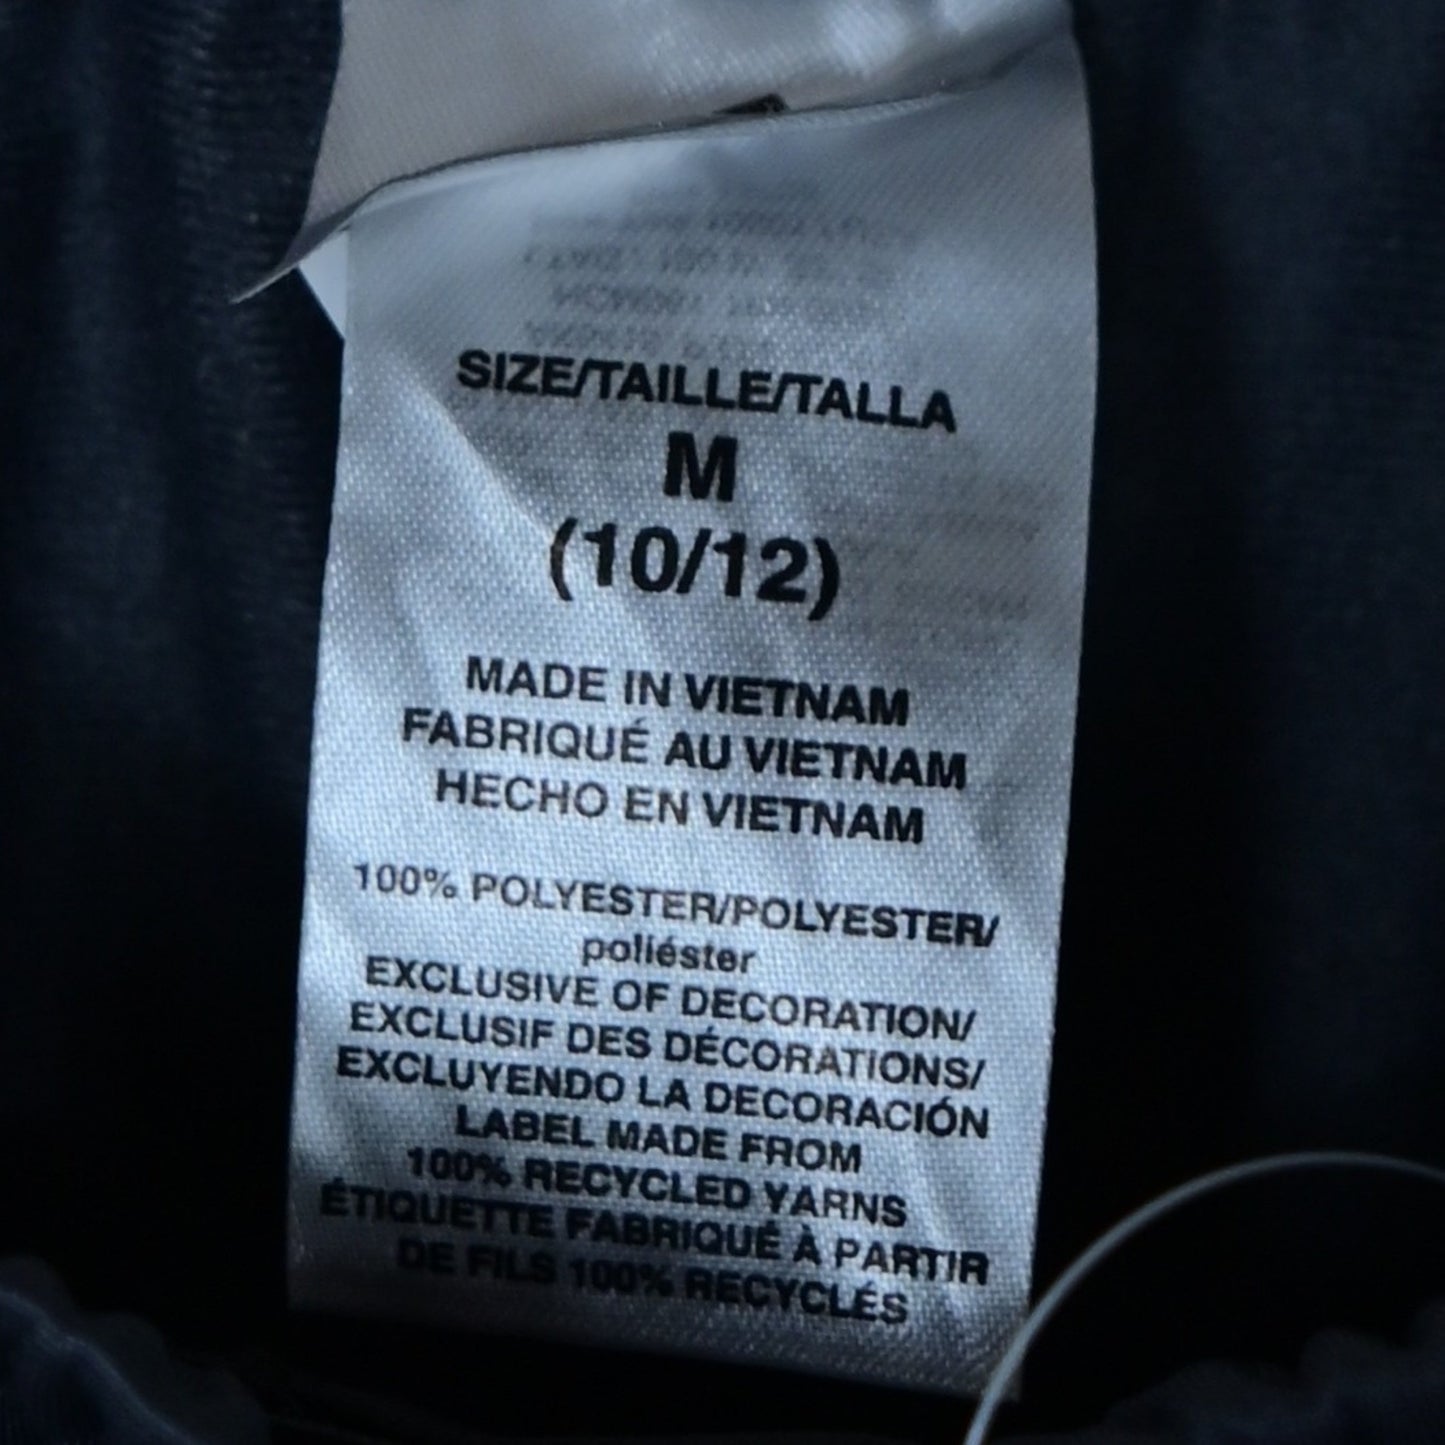 SIZE/TAILLE/TALLA
M
(10/12)
MADE IN VIETNAM
FABRIQUÉ AU VIETNAM
HECHO EN VIETNAM
100% POLYESTER/POLYESTER/
poliéster
EXCLUSIVE OF DECORATION/
EXCLUSIF DES DÉCORATIONS/
EXCLUYENDO LA DECORACIÓN
LABEL MADE FROM
100% RECYCLED YARNS
ÉTIQUETTE FABRIQUÉ À PARTIR
DE FILS 100% RECYCLÉS